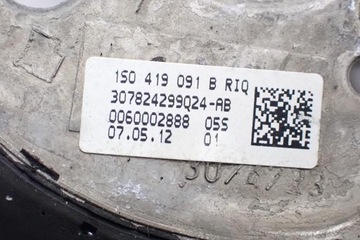 1S0 419 091 B RIQ
307824299Q24-AB
0060002888 05S
07.05.12 01